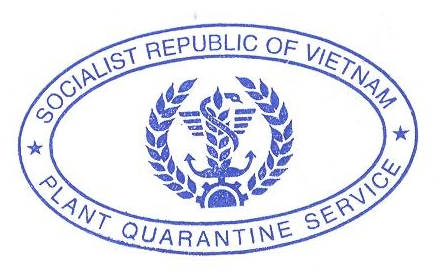 SOCIALIST REPUBLIC OF VIETNAM
PLANT QUARANTINE SERVICE